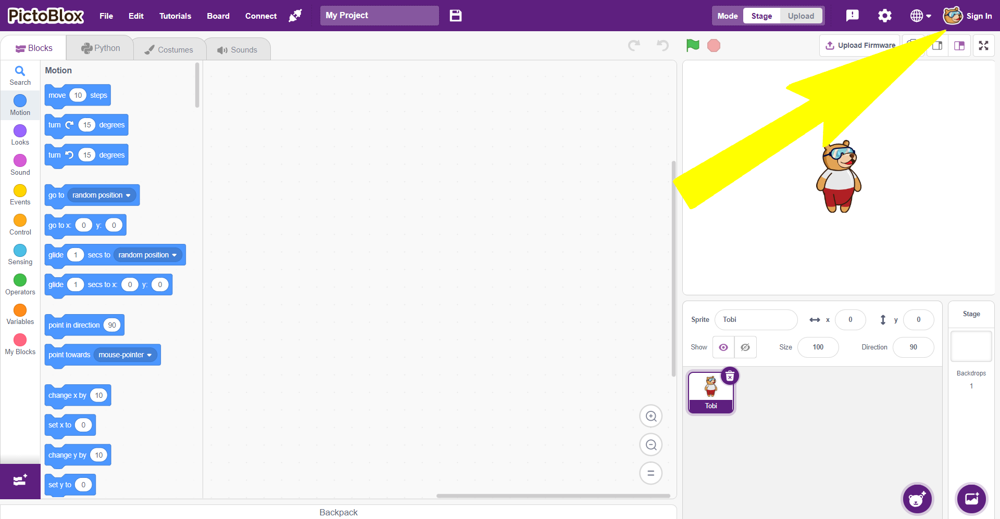 PictoBlox File Edit Tutorials Board Connect My Project Mode Stage Upload Sign In
Blocks Python Costumes Sounds Upload Firmware
Search
Motion
Looks
Sound
Events
Control
Sensing
Operators
Variables
My Blocks
Motion
move 10 steps
turn 15 degrees
turn 15 degrees
go to random position
go to x: 0 y: 0
glide 1 secs to random position
glide 1 secs to x: 0 y: 0
point in direction 90
point towards mouse-pointer
change x by 10
set x to 0
change y by 10
set y to 0
Backpack
Sprite Tobi x 0 y 0
Show Size 100 Direction 90
Tobi
Stage
Backdrops
1